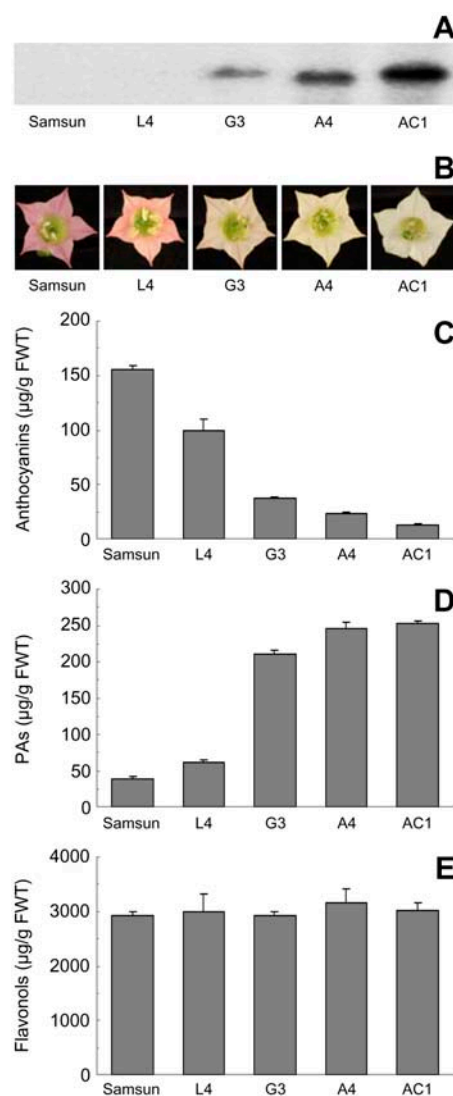 A
Samsun L4 G3 A4 AC1
B
Samsun L4 G3 A4 AC1
C
Anthocyanins (µg/g FWT)
200
150
100
50
0
Samsun L4 G3 A4 AC1
D
PAs (µg/g FWT)
300
250
200
150
100
50
0
Samsun L4 G3 A4 AC1
E
Flavonols (µg/g FWT)
4000
3000
2000
1000
0
Samsun L4 G3 A4 AC1